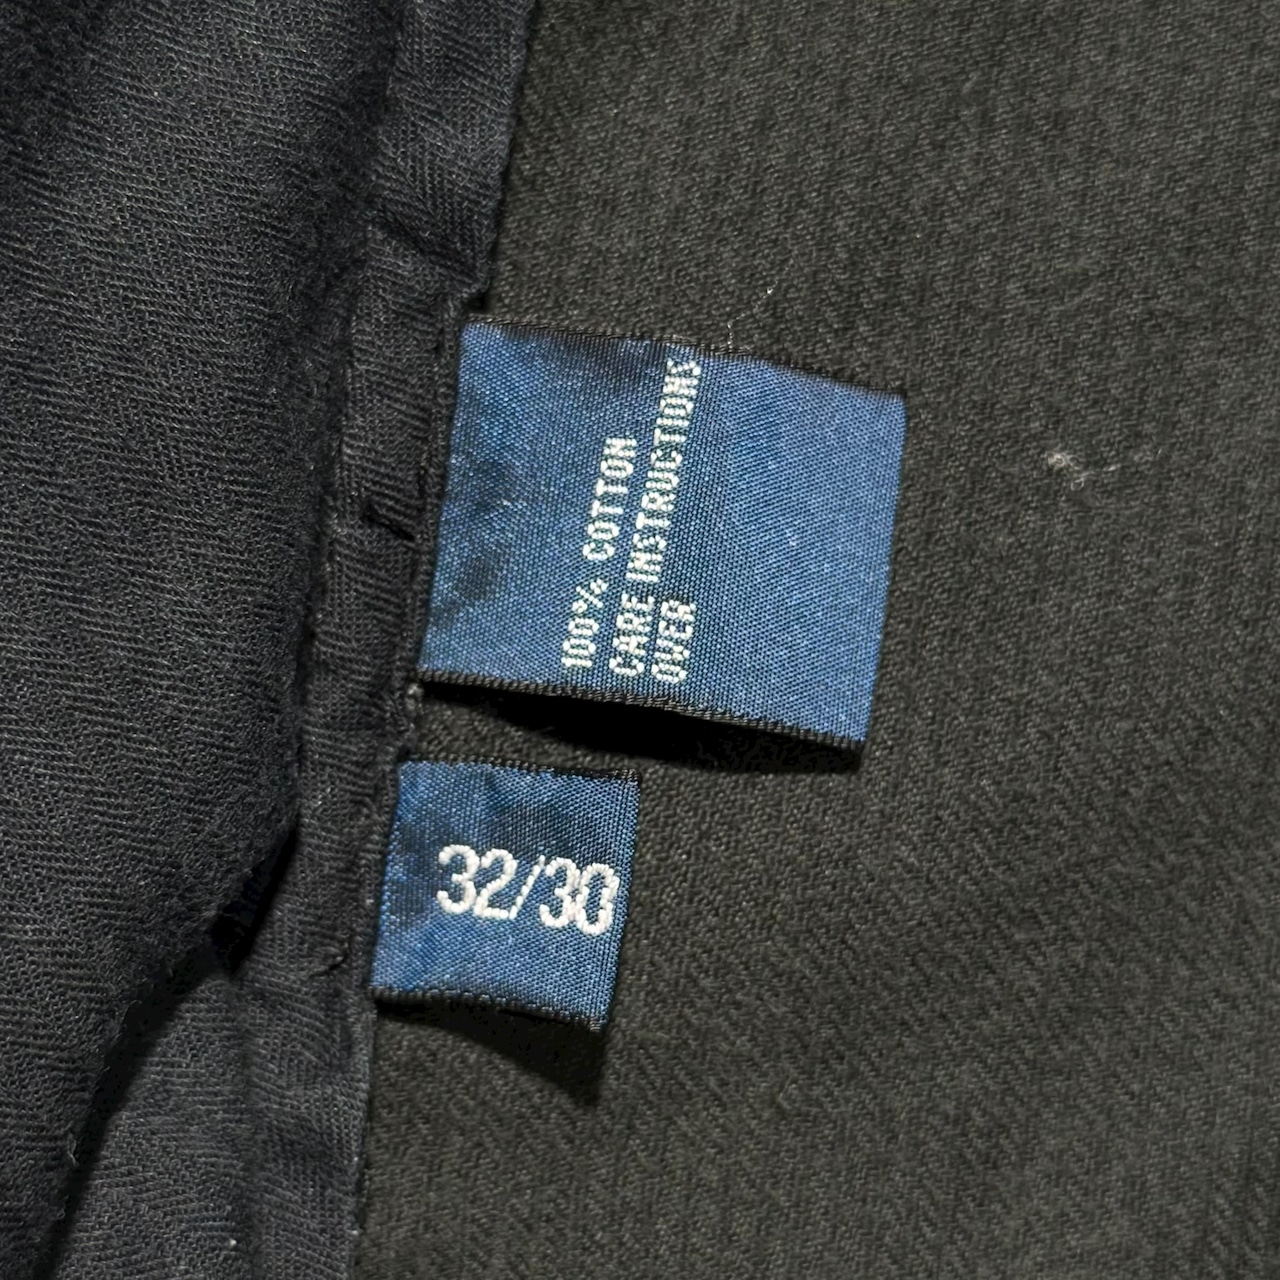 100% COTTON
CARE INSTRUCTIONS
OVER
32/30